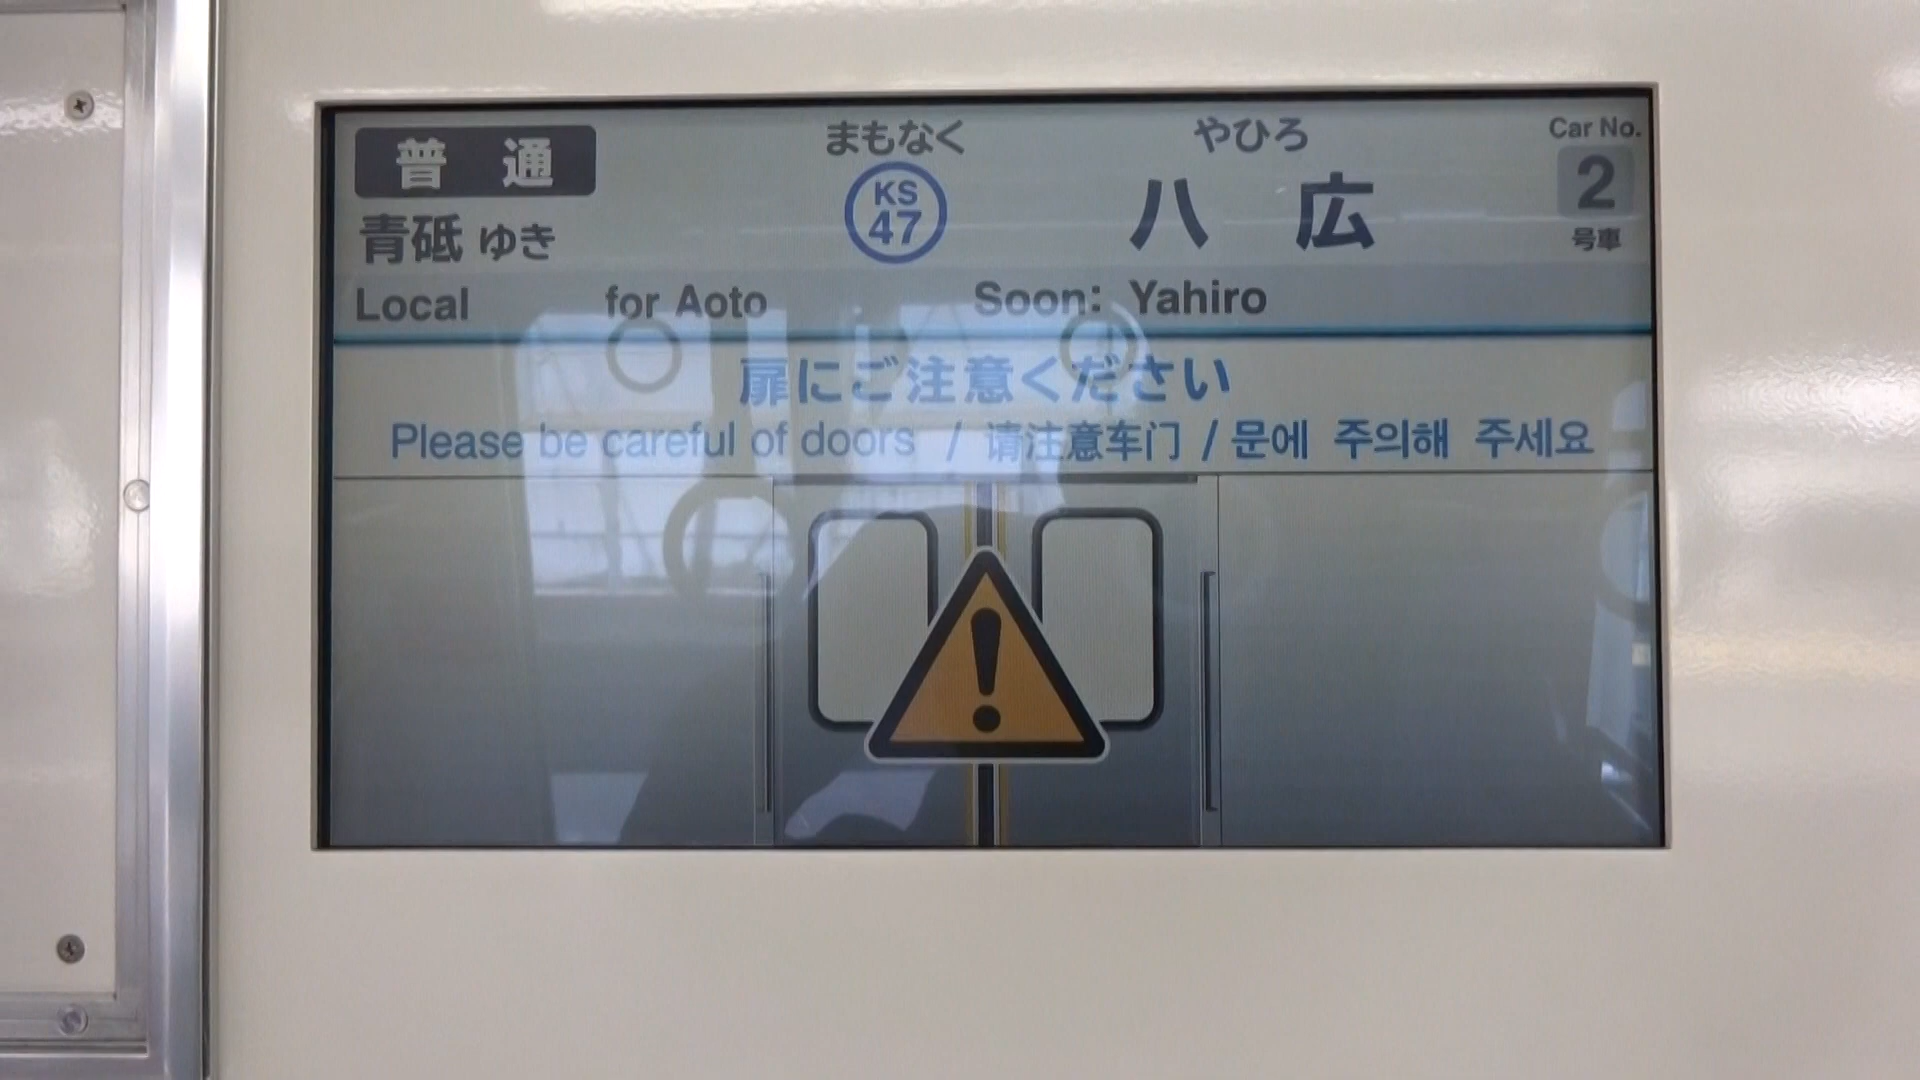 普通
青砥 ゆき
Local for Aoto
まもなく
KS
47
やひろ
八広
Soon: Yahiro
Car No.
2
号車
扉にご注意ください
Please be careful of doors / 请注意车门 / 문에 주의해 주세요